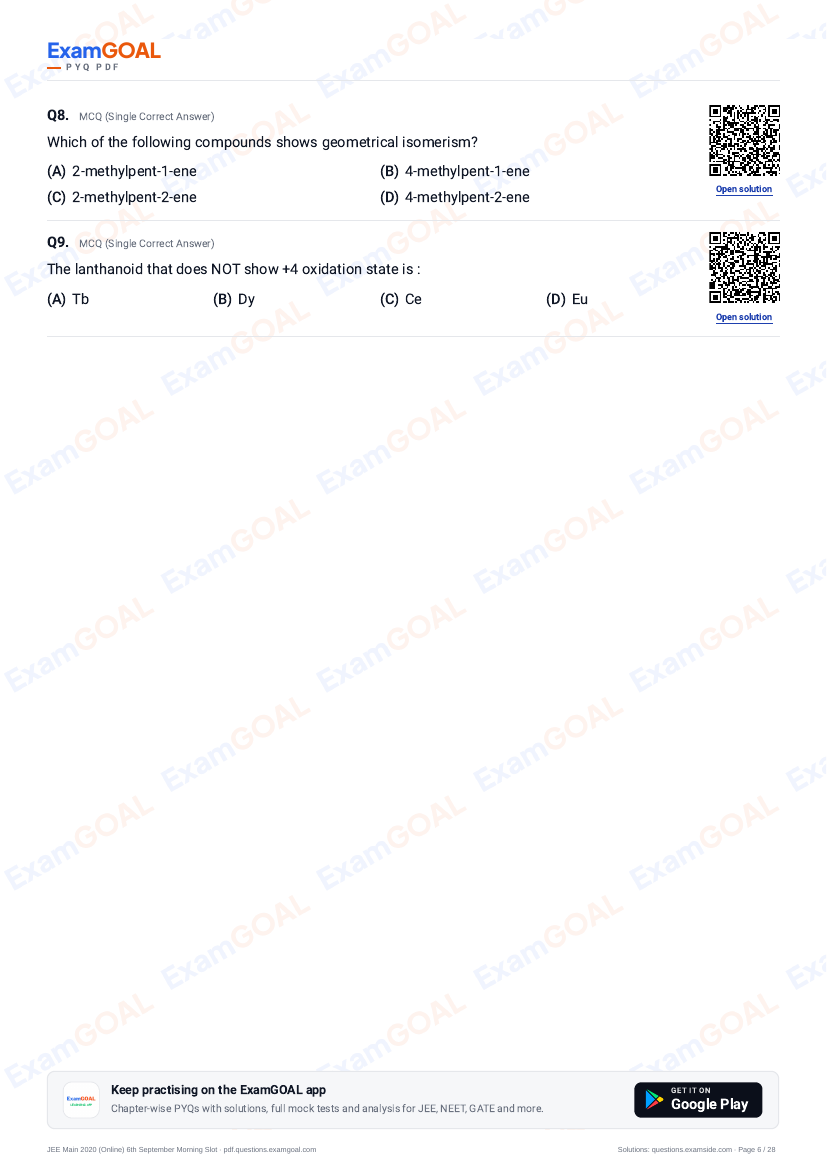 ExamGOAL
PYQ PDF
Q8. MCQ (Single Correct Answer)
Which of the following compounds shows geometrical isomerism?
(A) 2-methylpent-1-ene (B) 4-methylpent-1-ene
(C) 2-methylpent-2-ene (D) 4-methylpent-2-ene
Open solution
Q9. MCQ (Single Correct Answer)
The lanthanoid that does NOT show +4 oxidation state is :
(A) Tb (B) Dy (C) Ce (D) Eu
Open solution
ExamGOAL
Keep practising on the ExamGOAL app
Chapter-wise PYQs with solutions, full mock tests and analysis for JEE, NEET, GATE and more.
GET IT ON
Google Play
JEE Main 2020 (Online) 6th September Morning Slot · pdf.questions.examgoal.com Solutions: questions.examside.com · Page 6 / 28